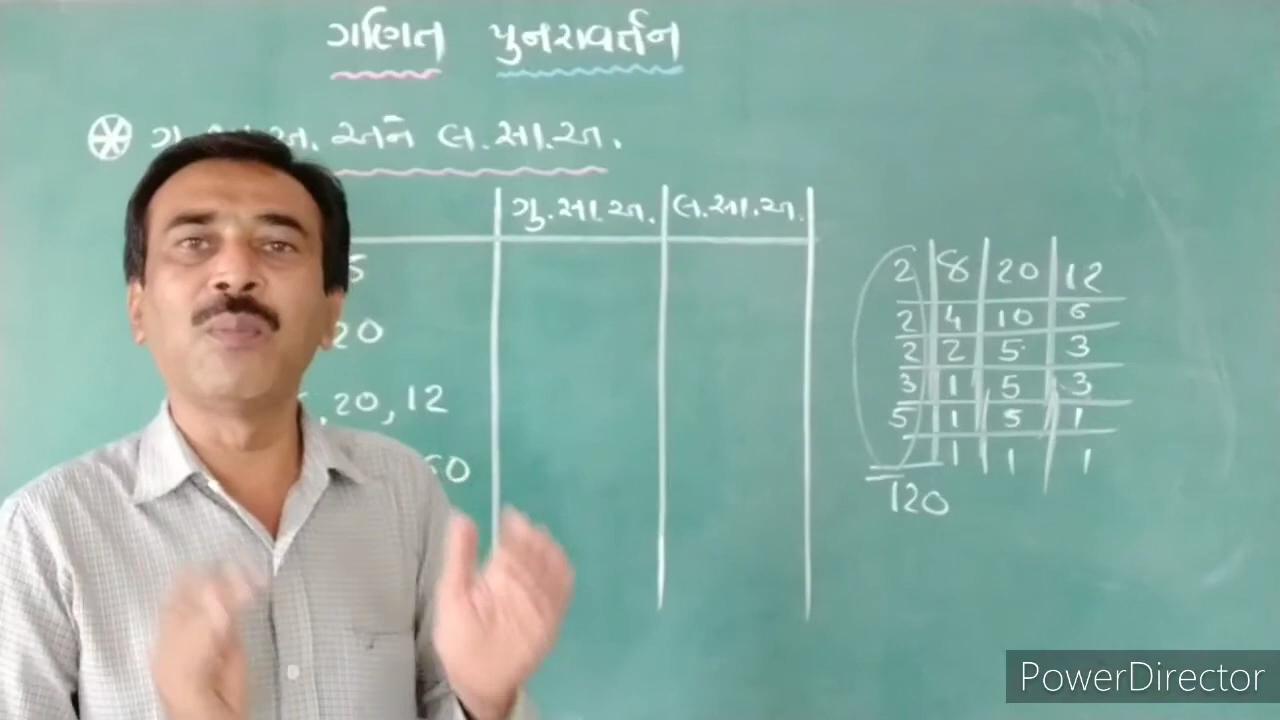 ગણિત પુનરાવર્તન
અને લ.સા.અ.
ગુ.સા.અ. લ.સા.અ.
20
, 20, 12
60
2 8 20 12
2 4 10 6
2 2 5 3
3 1 5 3
5 1 5 1
1 1 1
120
PowerDirector